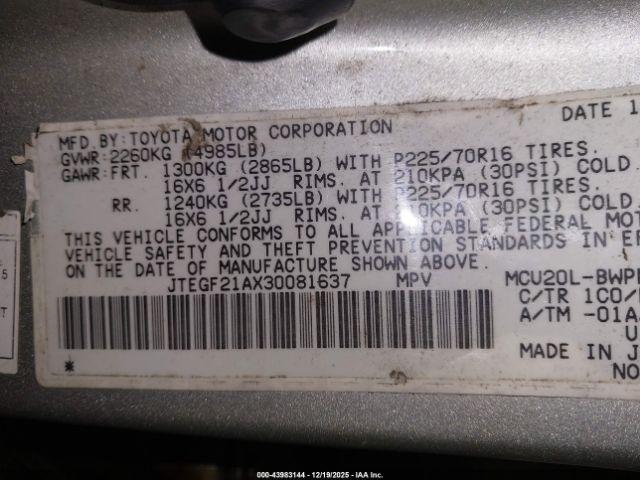 DATE 1
MFD.BY:TOYOTA MOTOR CORPORATION
GVWR:2260KG (4985LB)
GAWR:FRT. 1300KG (2865LB) WITH P225/70R16 TIRES.
16X6 1/2JJ RIMS. AT 210KPA (30PSI) COLD.
RR. 1240KG (2735LB) WITH P225/70R16 TIRES.
16X6 1/2JJ RIMS. AT 210KPA (30PSI) COLD.
THIS VEHICLE CONFORMS TO ALL APPLICABLE FEDERAL MO
VEHICLE SAFETY AND THEFT PREVENTION STANDARDS IN EF
ON THE DATE OF MANUFACTURE SHOWN ABOVE.
JTEGF21AX30081637 MPV MCU20L-BWP
C/TR 1C0/
A/TM -01A
U
MADE IN J
NO
*
5
T
000-43983144 - 12/19/2025 - IAA Inc.